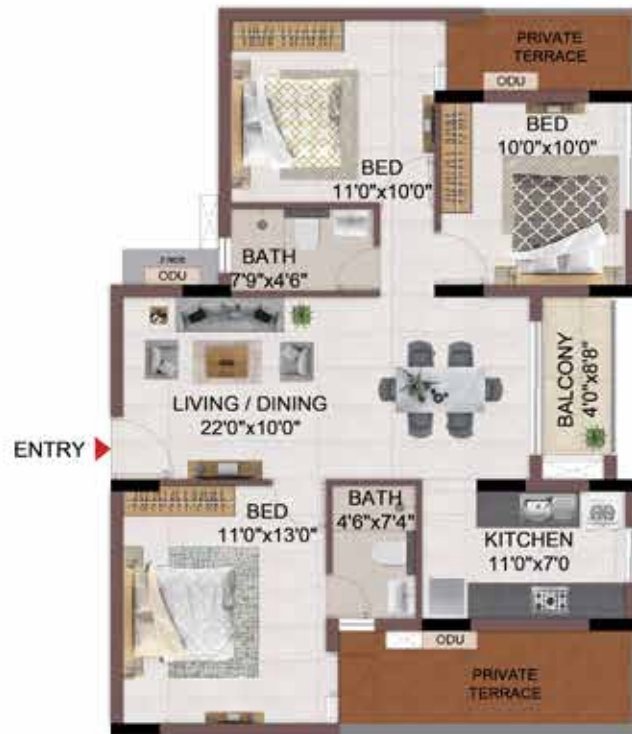 PRIVATE
TERRACE
ODU
BED
10'0"x10'0"
BED
11'0"x10'0"
BATH
7'9"x4'6"
ODU
LIVING / DINING
22'0"x10'0"
BALCONY
4'0"x8'8"
ENTRY
BED
11'0"x13'0"
BATH
4'6"x7'4"
KITCHEN
11'0"x7'0
ODU
PRIVATE
TERRACE